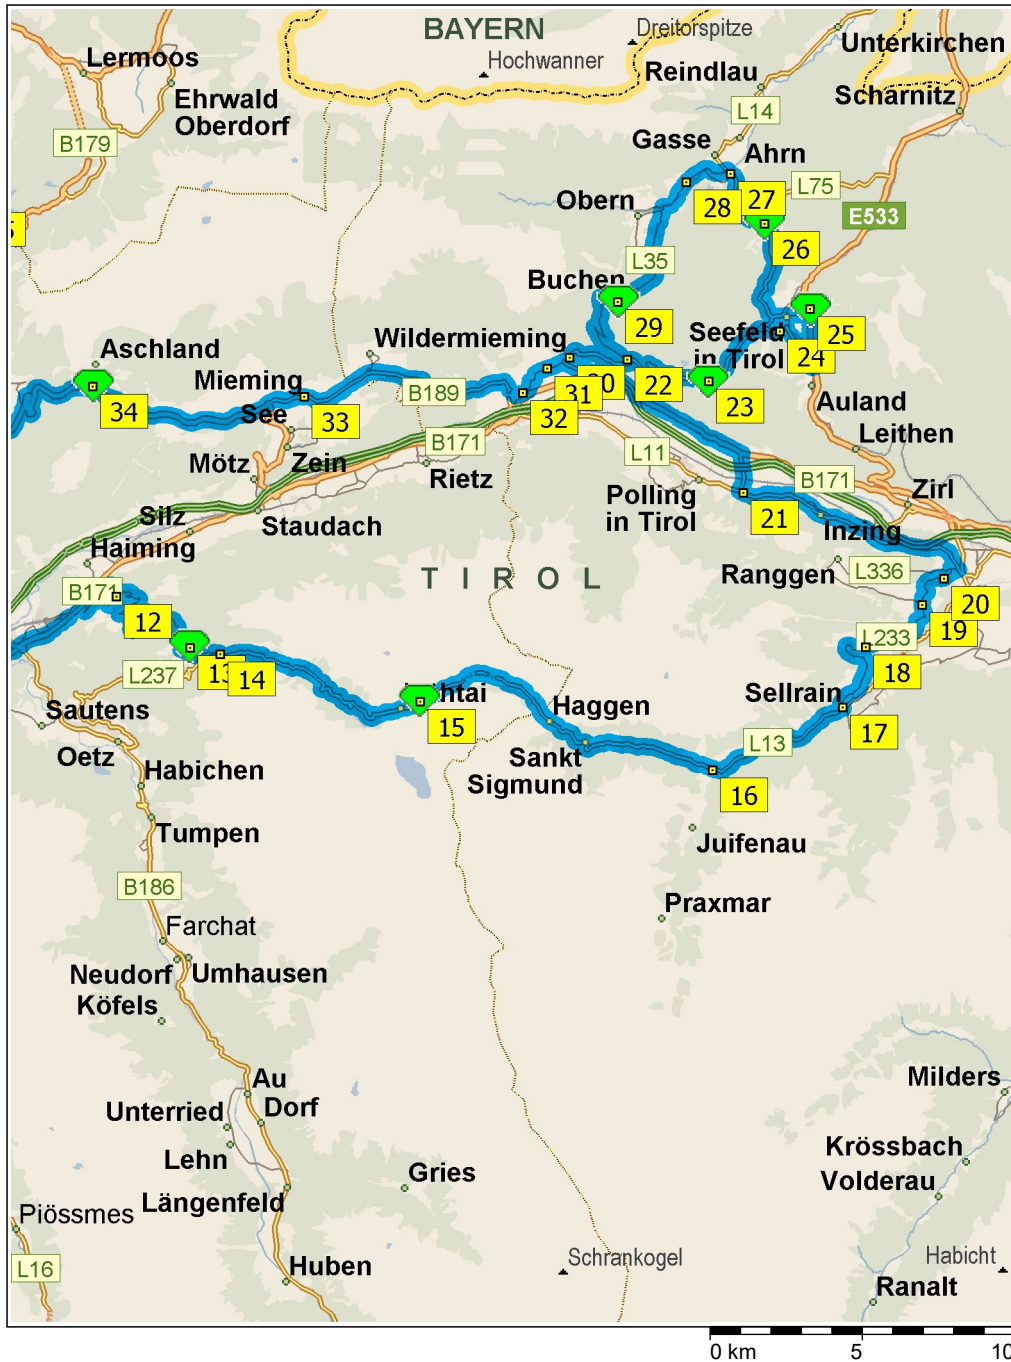 BAYERN
Dreitorspitze
Hochwanner
Unterkirchen
Lermoos
Reindlau
Scharnitz
Ehrwald
Oberdorf
L14
B179
Gasse
Ahrn
L75
Obern
28
27
E533
26
L35
Buchen
29
Seefeld
in Tirol
25
24
Wildermieming
Aschland
22
23
Mieming
31
32
B189
34
33
See
Auland
Leithen
B171
L11
Mötz
Zein
Rietz
B171
Polling
in Tirol
Zirl
21
Silz
Staudach
Inzing
Haiming
TIROL
Ranggen
L336
B171
20
12
19
L233
18
L237
14
15
Sellrain
17
Sautens
Haggen
Oetz
L13
Sankt
Sigmund
Habichen
16
Tumpen
Juifenau
B186
Praxmar
Farchat
Neudorf
Umhausen
Köfels
Au
Dorf
Milders
Unterried
Krössbach
Lehn
Gries
Volderau
Längenfeld
Piössmes
Schrankogel
Habicht
L16
Huben
Ranalt
0 km
5
10